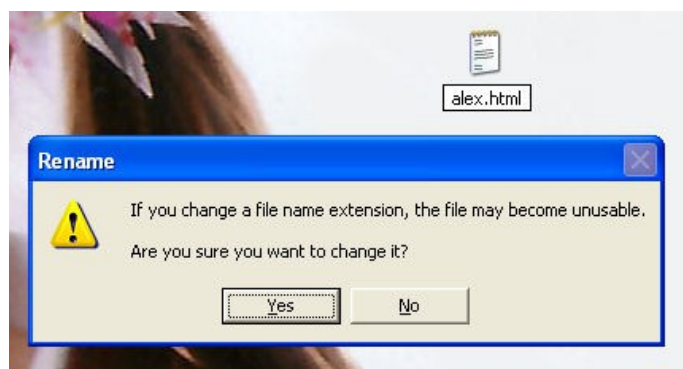 alex.html
Rename
If you change a file name extension, the file may become unusable.
Are you sure you want to change it?
Yes
No